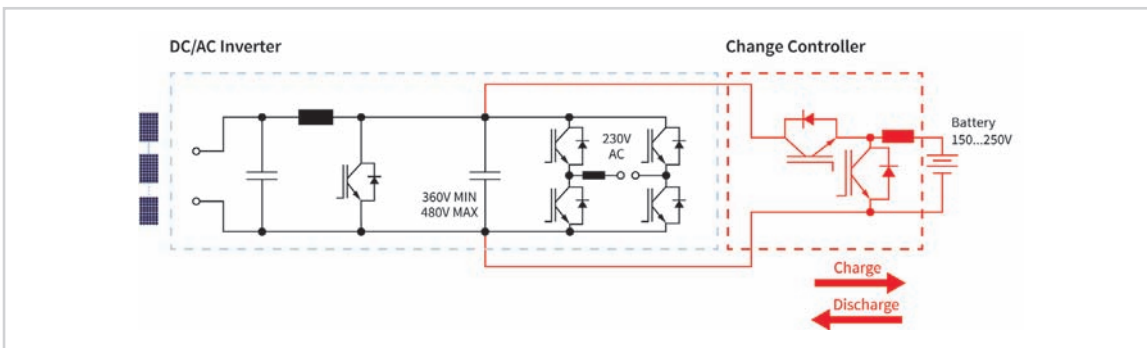 DC/AC Inverter
Change Controller
230V
AC
Battery
150...250V
360V MIN
480V MAX
Charge
Discharge